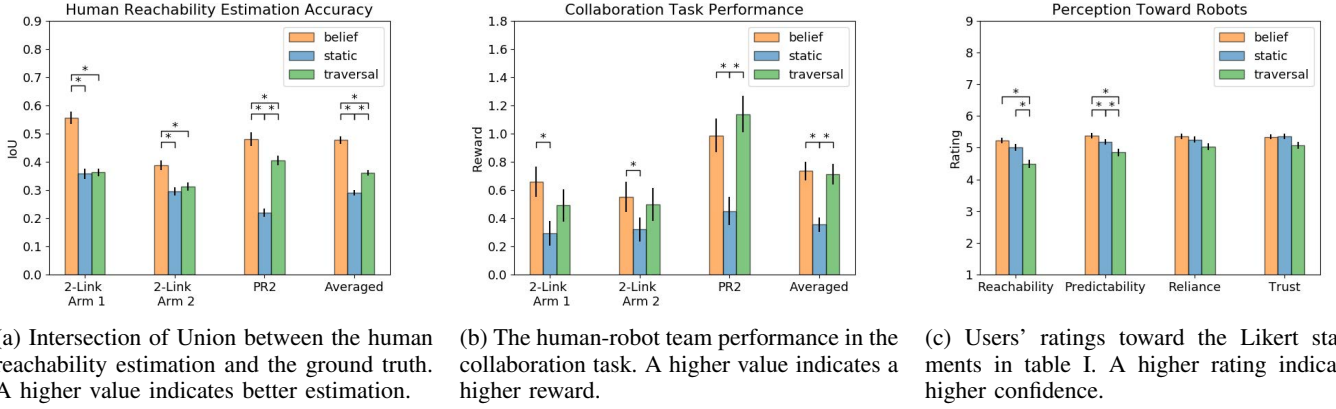 Human Reachability Estimation Accuracy
IoU
0.9
0.8
0.7
0.6
0.5
0.4
0.3
0.2
0.1
0.0
belief
static
traversal
* * * * * * * * * *
2-Link Arm 1
2-Link Arm 2
PR2
Averaged
Collaboration Task Performance
Reward
1.8
1.6
1.4
1.2
1.0
0.8
0.6
0.4
0.2
0.0
belief
static
traversal
* * * * * *
2-Link Arm 1
2-Link Arm 2
PR2
Averaged
Perception Toward Robots
Rating
9
8
7
6
5
4
3
2
1
belief
static
traversal
* * * * *
Reachability
Predictability
Reliance
Trust
(a) Intersection of Union between the human
reachability estimation and the ground truth.
A higher value indicates better estimation.
(b) The human-robot team performance in the
collaboration task. A higher value indicates a
higher reward.
(c) Users' ratings toward the Likert sta
ments in table I. A higher rating indica
higher confidence.